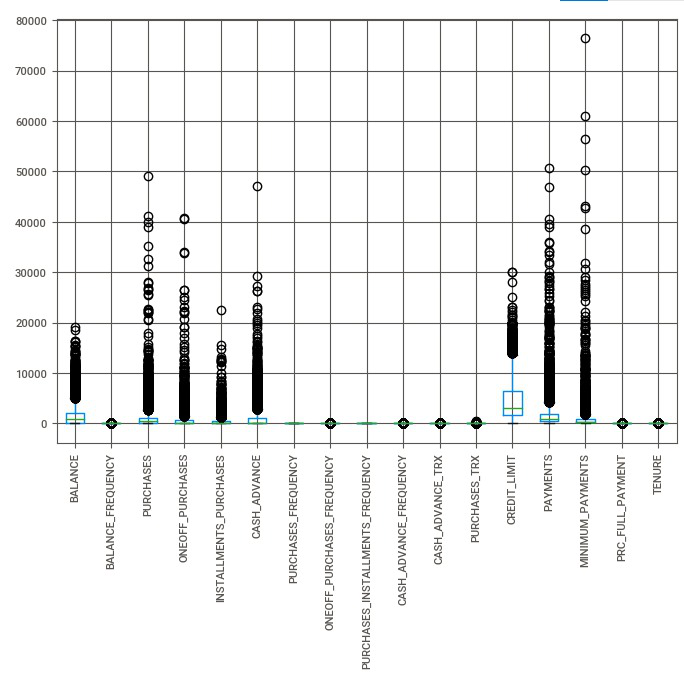 80000
70000
60000
50000
40000
30000
20000
10000
0
BALANCE
BALANCE_FREQUENCY
PURCHASES
ONEOFF_PURCHASES
INSTALLMENTS_PURCHASES
CASH_ADVANCE
PURCHASES_FREQUENCY
ONEOFF_PURCHASES_FREQUENCY
PURCHASES_INSTALLMENTS_FREQUENCY
CASH_ADVANCE_FREQUENCY
CASH_ADVANCE_TRX
PURCHASES_TRX
CREDIT_LIMIT
PAYMENTS
MINIMUM_PAYMENTS
PRC_FULL_PAYMENT
TENURE